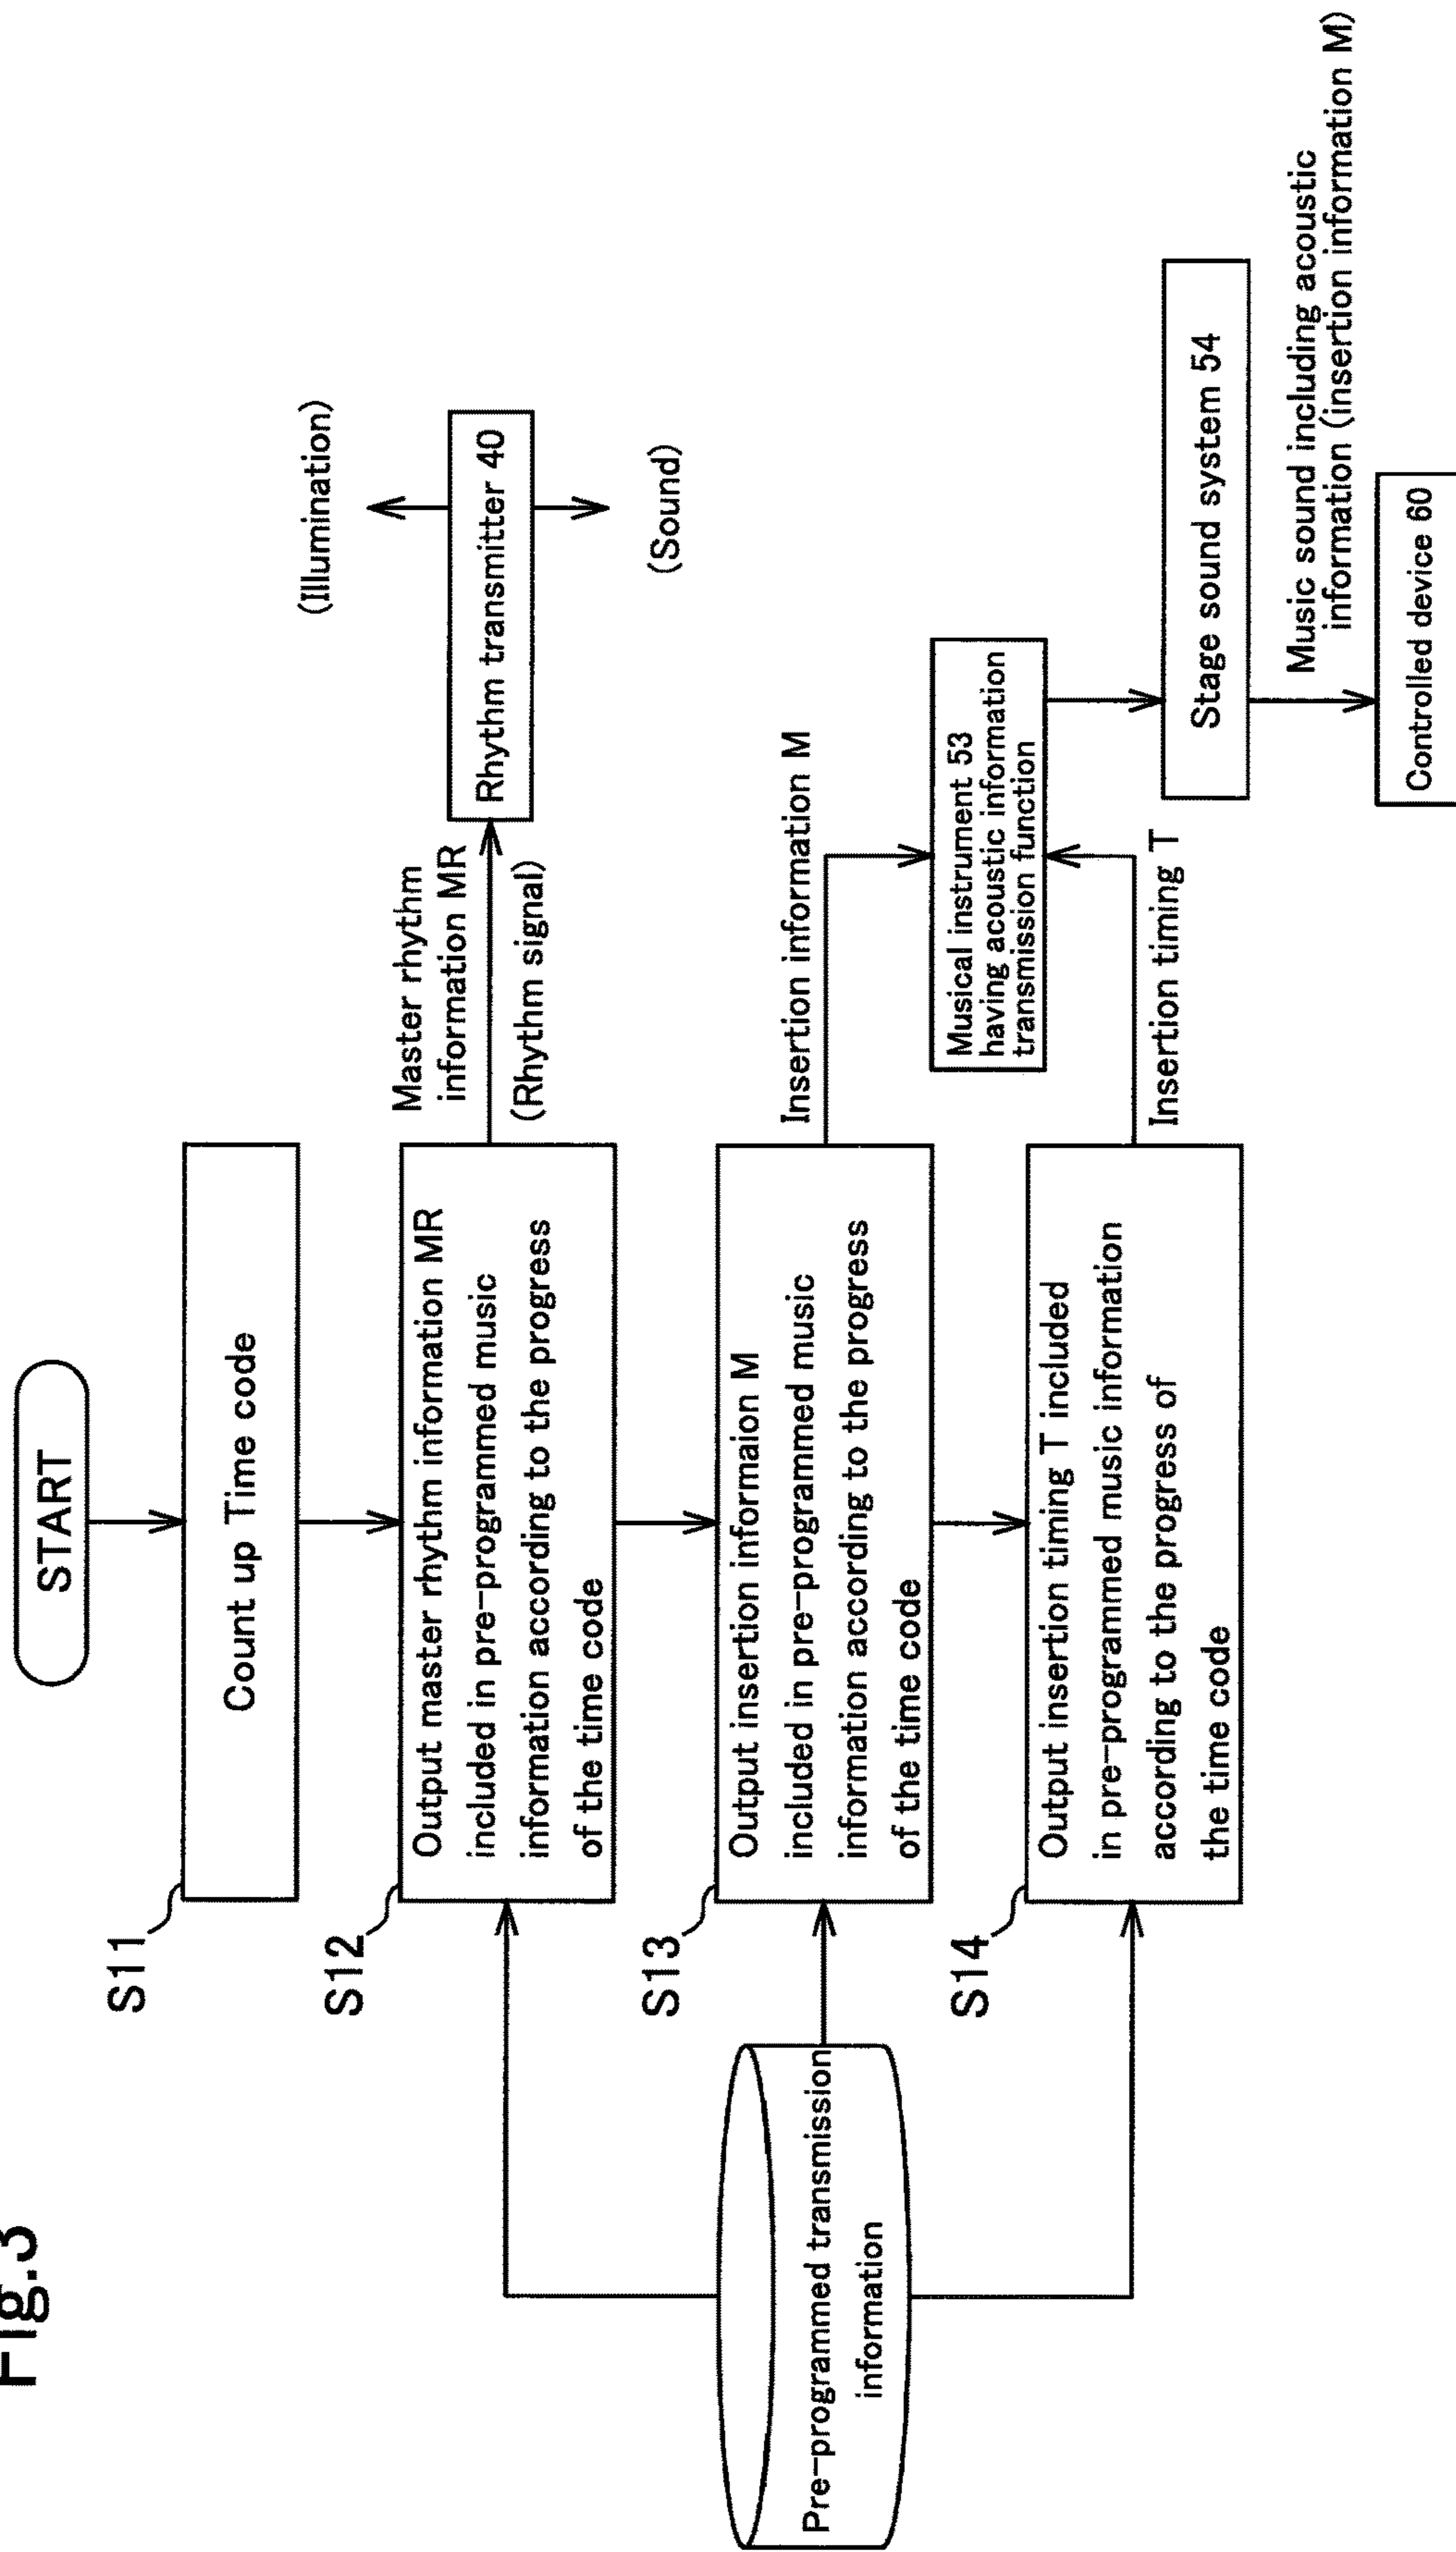 Fig.3
START
S11
Count up Time code
S12
Output master rhythm information MR
included in pre-programmed music
information according to the progress
of the time code
Master rhythm
information MR
(Rhythm signal)
(Illumination)
Rhythm transmitter 40
(Sound)
Pre-programmed transmission
information
S13
Output insertion informaion M
included in pre-programmed music
information according to the progress
of the time code
Insertion information M
Musical instrument 53
having acoustic information
transmission function
S14
Output insertion timing T included
in pre-programmed music information
according to the progress of
the time code
Insertion timing T
Stage sound system 54
Music sound including acoustic
information (insertion information M)
Controlled device 60